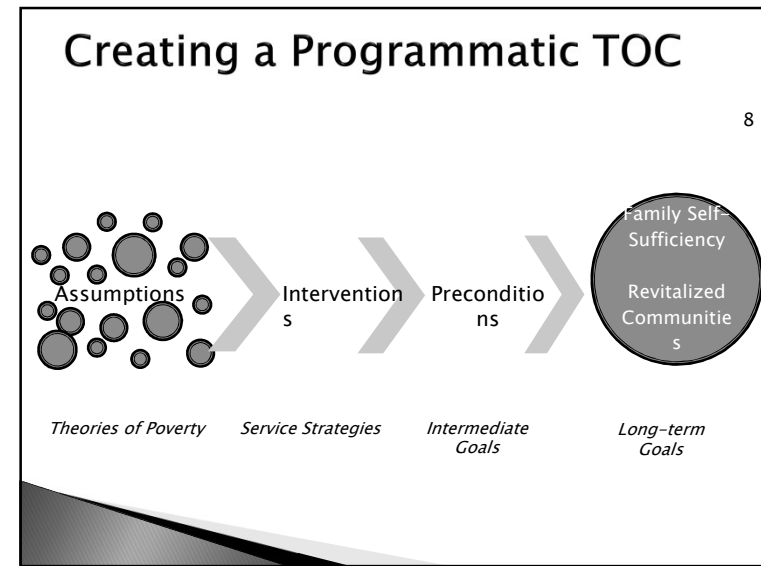 Creating a Programmatic TOC
8
Assumptions
Intervention
s
Preconditio
ns
Family Self-
Sufficiency
Revitalized
Communitie
s
Theories of Poverty
Service Strategies
Intermediate
Goals
Long-term
Goals